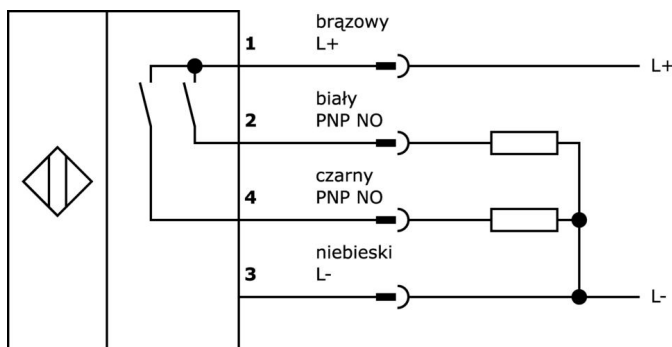 brązowy
1 L+
L+
biały
2 PNP NO
czarny
4 PNP NO
niebieski
3 L-
L-